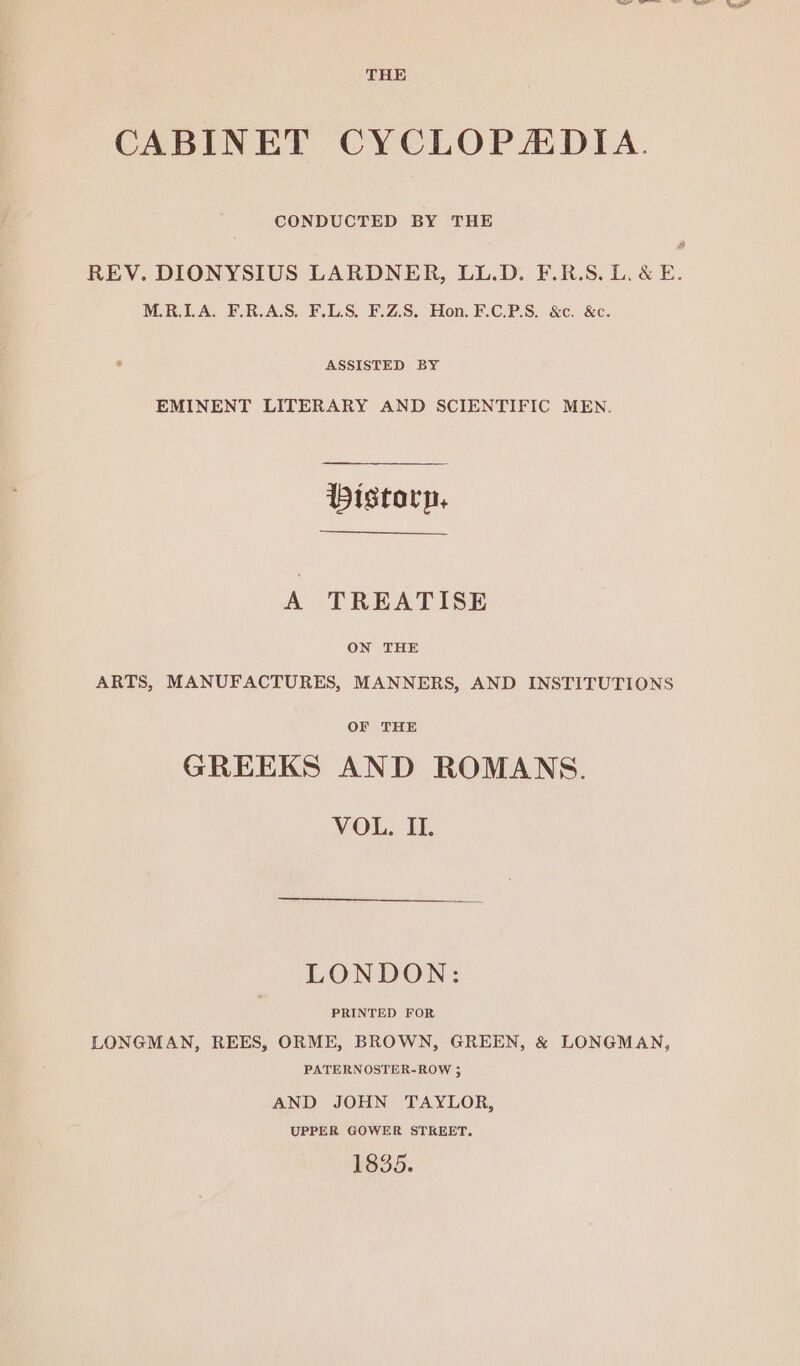 THE
CABINET CYCLOPÆDIA.
CONDUCTED BY THE
REV. DIONYSIUS LARDNER, LL.D. F.R.S. L. & E.
M.R.I.A. F.R.A.S. F.L.S. F.Z.S. Hon. F.C.P.S. &c. &c.
ASSISTED BY
EMINENT LITERARY AND SCIENTIFIC MEN.
History.
A TREATISE
ON THE
ARTS, MANUFACTURES, MANNERS, AND INSTITUTIONS
OF THE
GREEKS AND ROMANS.
VOL. II.
LONDON:
PRINTED FOR
LONGMAN, REES, ORME, BROWN, GREEN, & LONGMAN,
PATERNOSTER-ROW;
AND JOHN TAYLOR,
UPPER GOWER STREET.
1835.